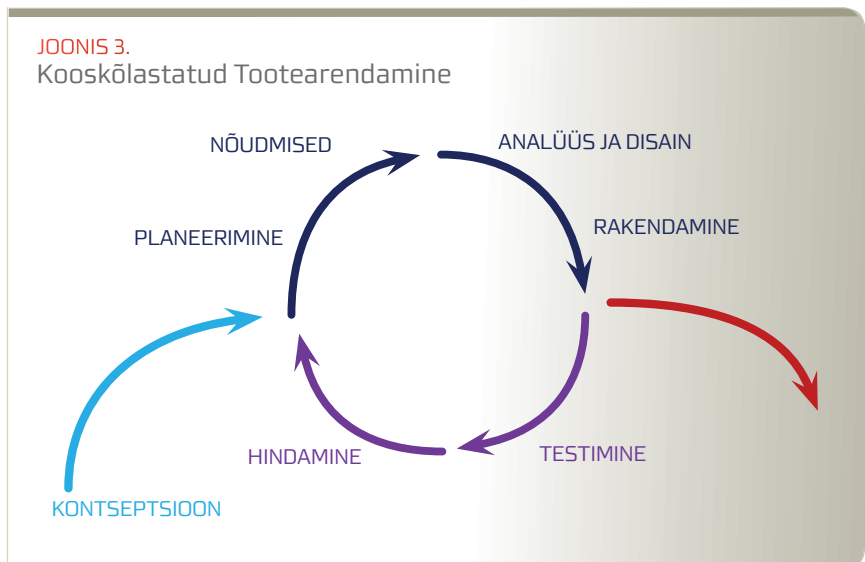 JOONIS 3.
Kooskõlastatud Tootearendamine
NÕUDMISED
ANALÜÜS JA DISAIN
PLANEERIMINE
RAKENDAMINE
HINDAMINE
TESTIMINE
KONTSEPTSIOON